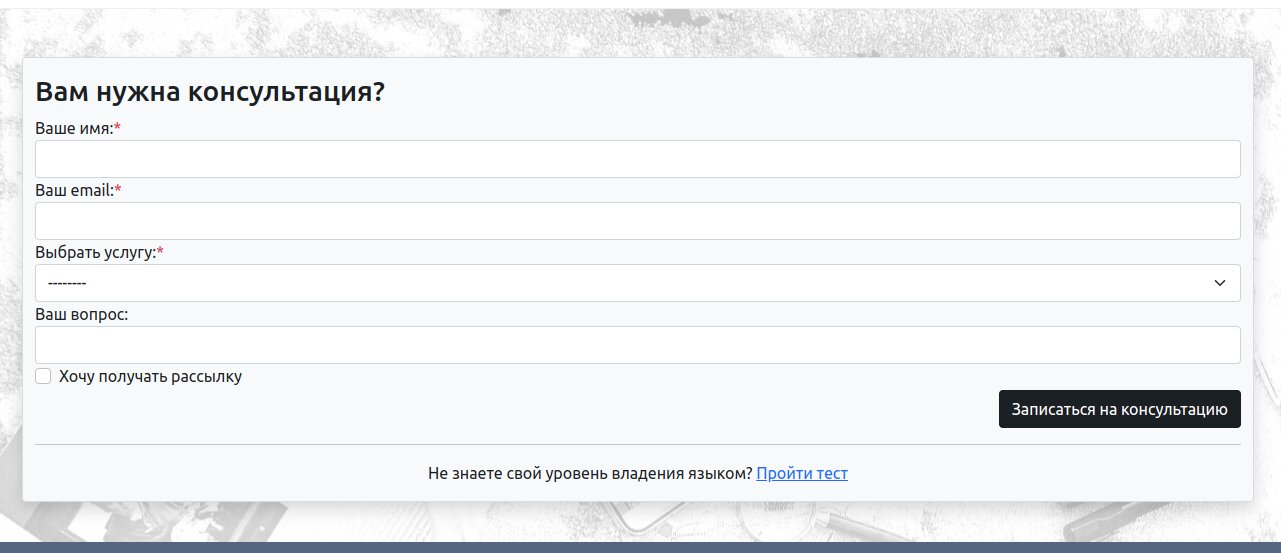 Вам нужна консультация?
Ваше имя:*
Ваш email:*
Выбрать услугу:*
--------
Ваш вопрос:
Хочу получать рассылку
Записаться на консультацию
Не знаете свой уровень владения языком? Пройти тест